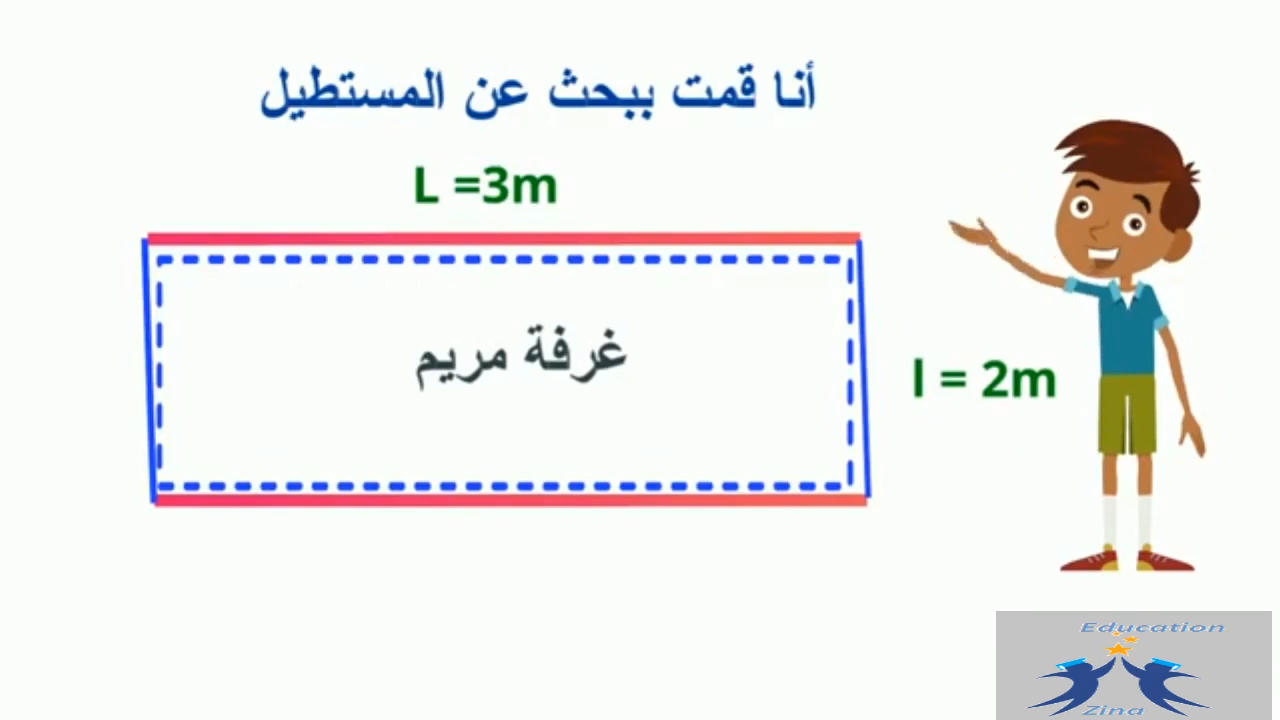 أنا قمت ببحث عن المستطيل
L =3m
غرفة مريم
l = 2m
Education
Zina